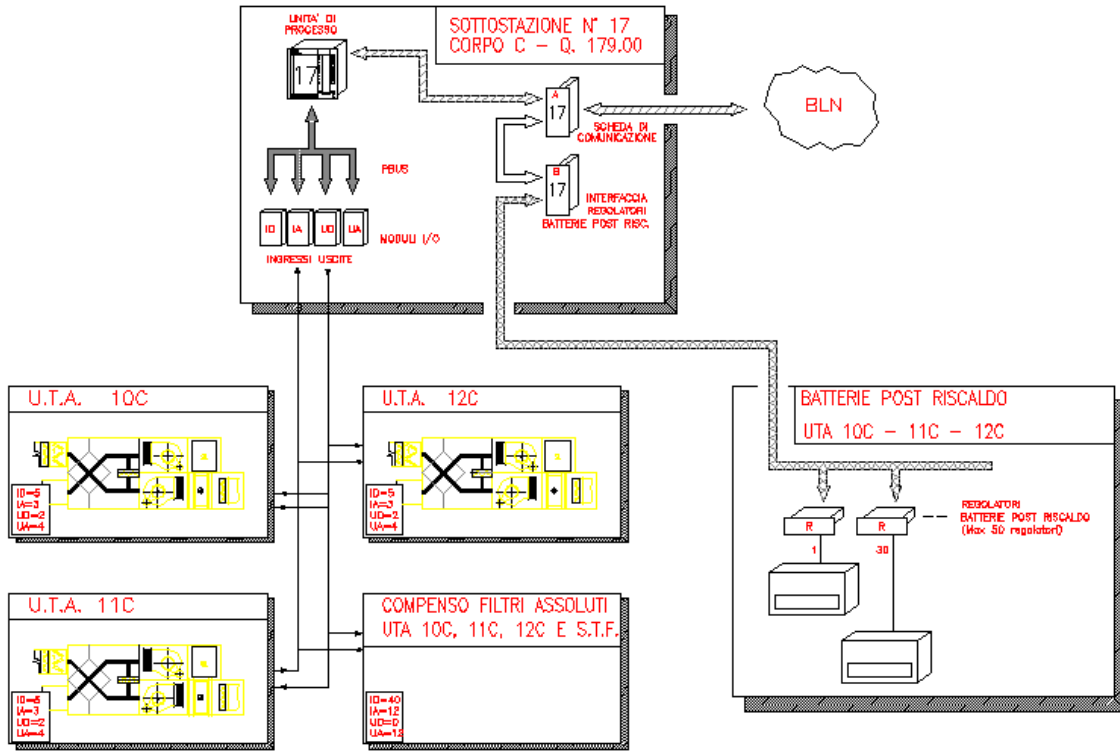 UNITA' DI
PROCESSO
17
SOTTOSTAZIONE N° 17
CORPO C - Q. 179.00
A
17
SCHEDA DI
COMUNICAZIONE
BLN
PBUS
B
17
INTERFACCIA
REGOLATORI
BATTERIE POST RISC.
ID
IA
UD
UA
MODULI I/O
INGRESSI USCITE
U.T.A. 10C
ID=5
IA=3
UD=2
UA=4
U.T.A. 12C
ID=5
IA=3
UD=2
UA=4
BATTERIE POST RISCALDO
UTA 10C - 11C - 12C
REGOLATORI
BATTERIE POST RISCALDO
(Max 50 regolatori)
R
R
1
30
U.T.A. 11C
IA=3
UD=2
UA=4
COMPENSO FILTRI ASSOLUTI
UTA 10C, 11C, 12C E S.T.F.
ID=40
IA=12
UD=0